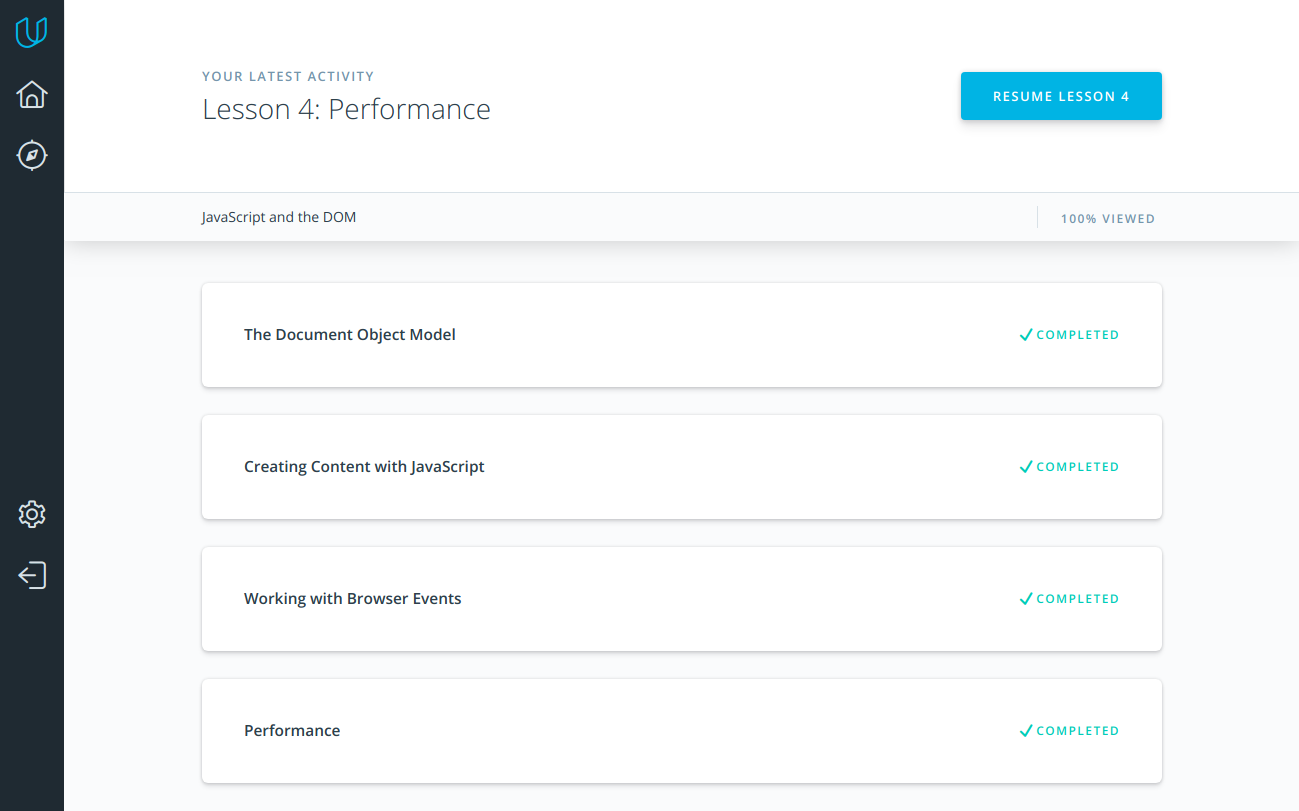 YOUR LATEST ACTIVITY
Lesson 4: Performance
RESUME LESSON 4
JavaScript and the DOM
100% VIEWED
The Document Object Model
COMPLETED
Creating Content with JavaScript
COMPLETED
Working with Browser Events
COMPLETED
Performance
COMPLETED